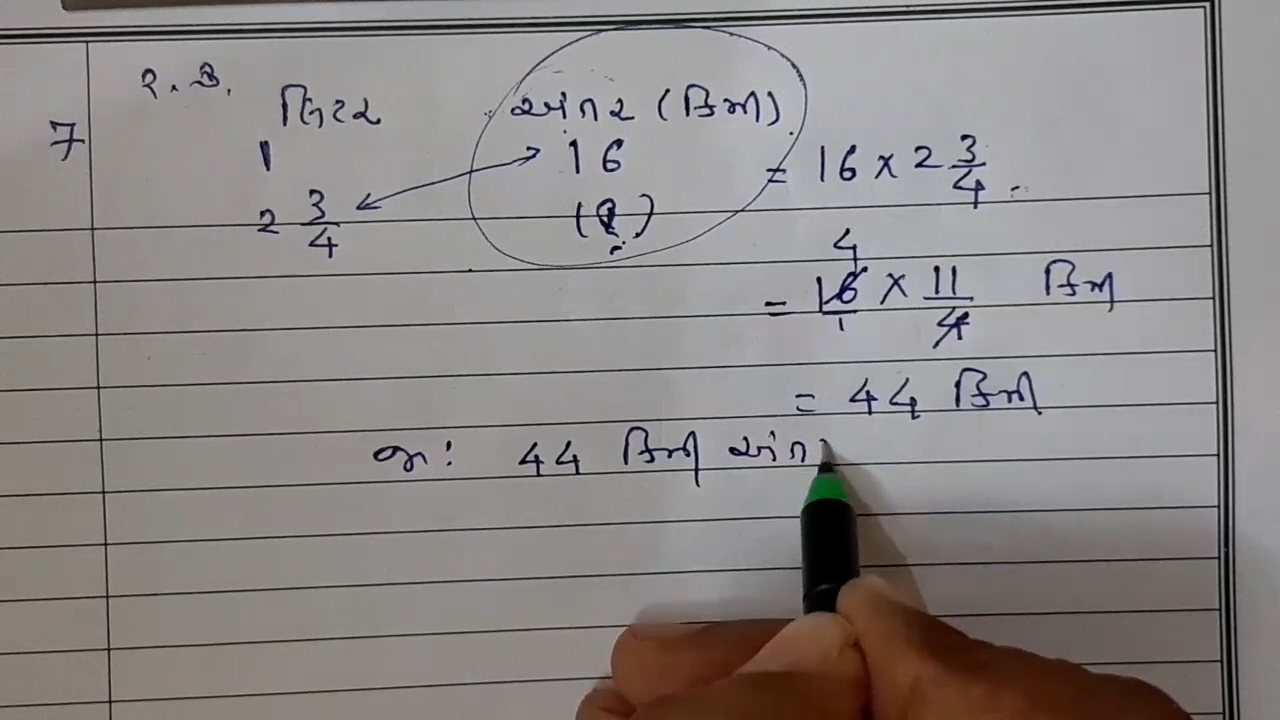 ૨.૩.
7 લિટર અંતર (કિમી)
1 16 = 16 × 2 3/4
2 3/4 (?)
4
= 16/1 × 11/4 કિમી
= 44 કિમી
જ: 44 કિમી અંત